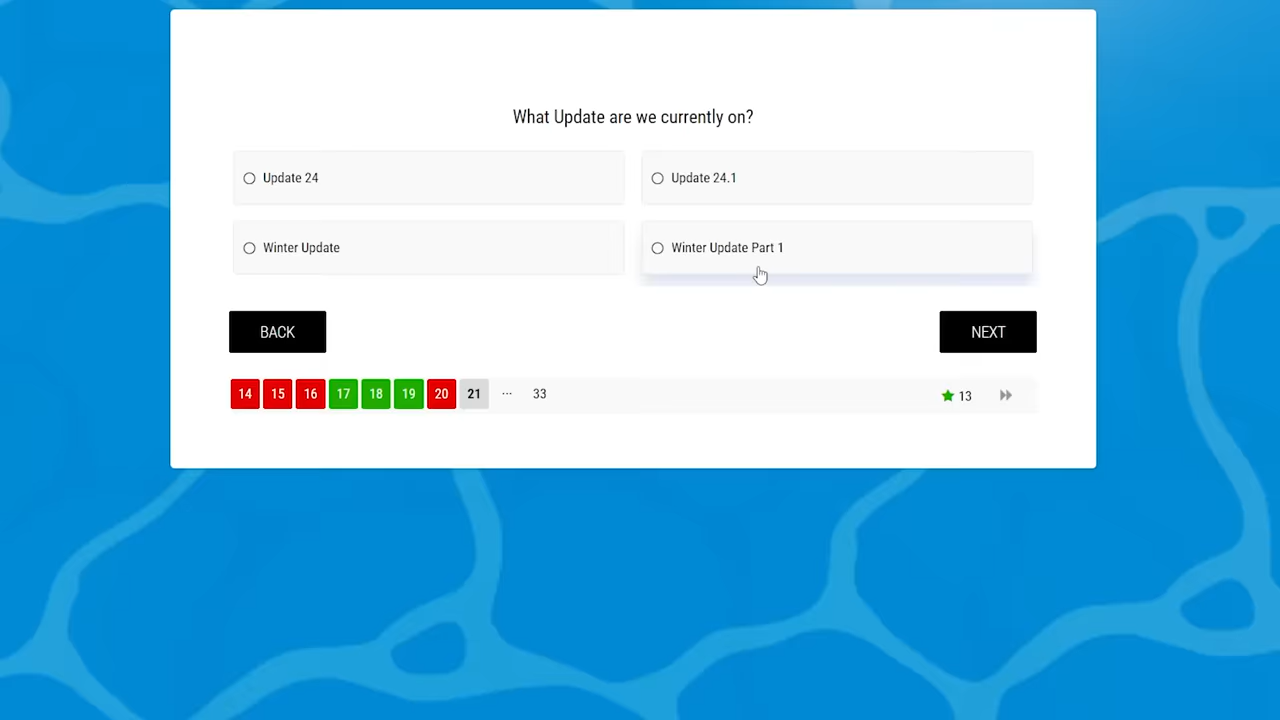 What Update are we currently on?
Update 24
Update 24.1
Winter Update
Winter Update Part 1
BACK
NEXT
14 15 16 17 18 19 20 21 ... 33
13